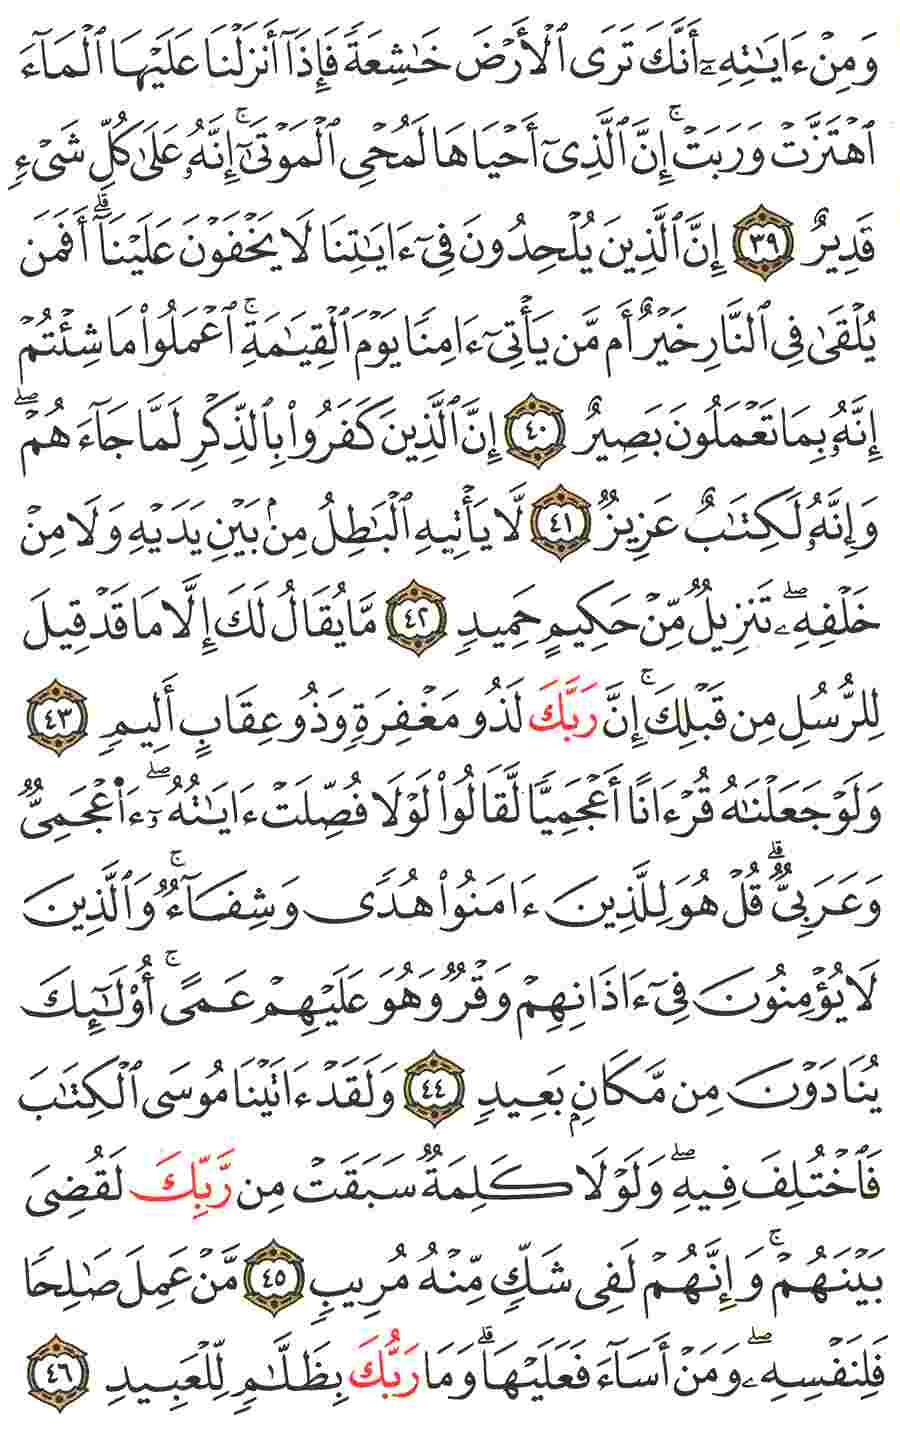 وَمِنْ ءَايَـٰتِهِۦٓ أَنَّكَ تَرَى ٱلْأَرْضَ خَـٰشِعَةً فَإِذَآ أَنزَلْنَا عَلَيْهَا ٱلْمَآءَ
ٱهْتَزَّتْ وَرَبَتْ ۚ إِنَّ ٱلَّذِىٓ أَحْيَاهَا لَمُحْىِ ٱلْمَوْتَىٰٓ ۚ إِنَّهُۥ عَلَىٰ كُلِّ شَىْءٍ
قَدِيرٌ ٣٩ إِنَّ ٱلَّذِينَ يُلْحِدُونَ فِىٓ ءَايَـٰتِنَا لَا يَخْفَوْنَ عَلَيْنَآ ۗ أَفَمَن
يُلْقَىٰ فِى ٱلنَّارِ خَيْرٌ أَم مَّن يَأْتِىٓ ءَامِنًا يَوْمَ ٱلْقِيَـٰمَةِ ۚ ٱعْمَلُوا۟ مَا شِئْتُمْ ۖ
إِنَّهُۥ بِمَا تَعْمَلُونَ بَصِيرٌ ٤٠ إِنَّ ٱلَّذِينَ كَفَرُوا۟ بِٱلذِّكْرِ لَمَّا جَآءَهُمْ ۖ
وَإِنَّهُۥ لَكِتَـٰبٌ عَزِيزٌ ٤١ لَّا يَأْتِيهِ ٱلْبَـٰطِلُ مِنۢ بَيْنِ يَدَيْهِ وَلَا مِنْ
خَلْفِهِۦ ۖ تَنزِيلٌ مِّنْ حَكِيمٍ حَمِيدٍ ٤٢ مَّا يُقَالُ لَكَ إِلَّا مَا قَدْ قِيلَ
لِلرُّسُلِ مِن قَبْلِكَ ۚ إِنَّ رَبَّكَ لَذُو مَغْفِرَةٍ وَذُو عِقَابٍ أَلِيمٍ ٤٣
وَلَوْ جَعَلْنَـٰهُ قُرْءَانًا أَعْجَمِيًّا لَّقَالُوا۟ لَوْلَا فُصِّلَتْ ءَايَـٰتُهُۥٓ ۖ ءَا۬عْجَمِىٌّ
وَعَرَبِىٌّ ۗ قُلْ هُوَ لِلَّذِينَ ءَامَنُوا۟ هُدًى وَشِفَآءٌ ۚ وَٱلَّذِينَ
لَا يُؤْمِنُونَ فِىٓ ءَاذَانِهِمْ وَقْرٌ وَهُوَ عَلَيْهِمْ عَمًى ۚ أُو۟لَـٰٓئِكَ
يُنَادَوْنَ مِن مَّكَانٍۭ بَعِيدٍ ٤٤ وَلَقَدْ ءَاتَيْنَا مُوسَى ٱلْكِتَـٰبَ
فَٱخْتُلِفَ فِيهِ ۖ وَلَوْلَا كَلِمَةٌ سَبَقَتْ مِن رَّبِّكَ لَقُضِىَ
بَيْنَهُمْ ۚ وَإِنَّهُمْ لَفِى شَكٍّ مِّنْهُ مُرِيبٍ ٤٥ مَّنْ عَمِلَ صَـٰلِحًا
فَلِنَفْسِهِۦ ۖ وَمَنْ أَسَآءَ فَعَلَيْهَا ۗ وَمَا رَبُّكَ بِظَلَّـٰمٍ لِّلْعَبِيدِ ٤٦